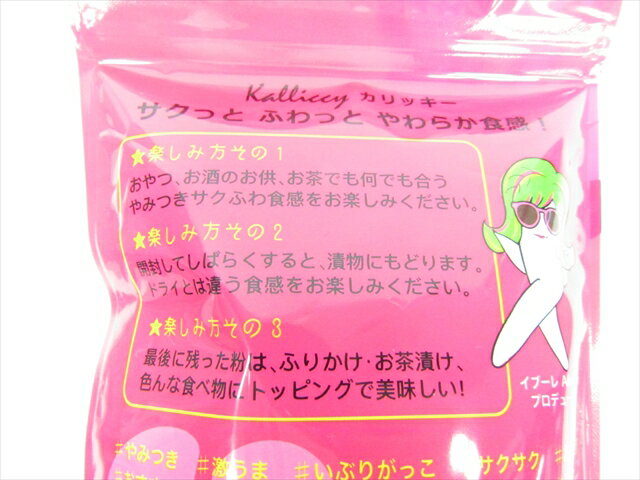 Kalliccy カリッキー
サクっと ふわっと やわらか食感！
★楽しみ方その1
おやつ、お酒のお供、お茶でも何でも合う
やみつきサクふわ食感をお楽しみください。
★楽しみ方その2
開封してしばらくすると、漬物にもどります。
ドライとは違う食感をお楽しみください。
★楽しみ方その3
最後に残った粉は、ふりかけ・お茶漬け、
色んな食べ物にトッピングで美味しい！
イブーレ
プロデュ
#やみつき #激うま #いぶりがっこ サクサク